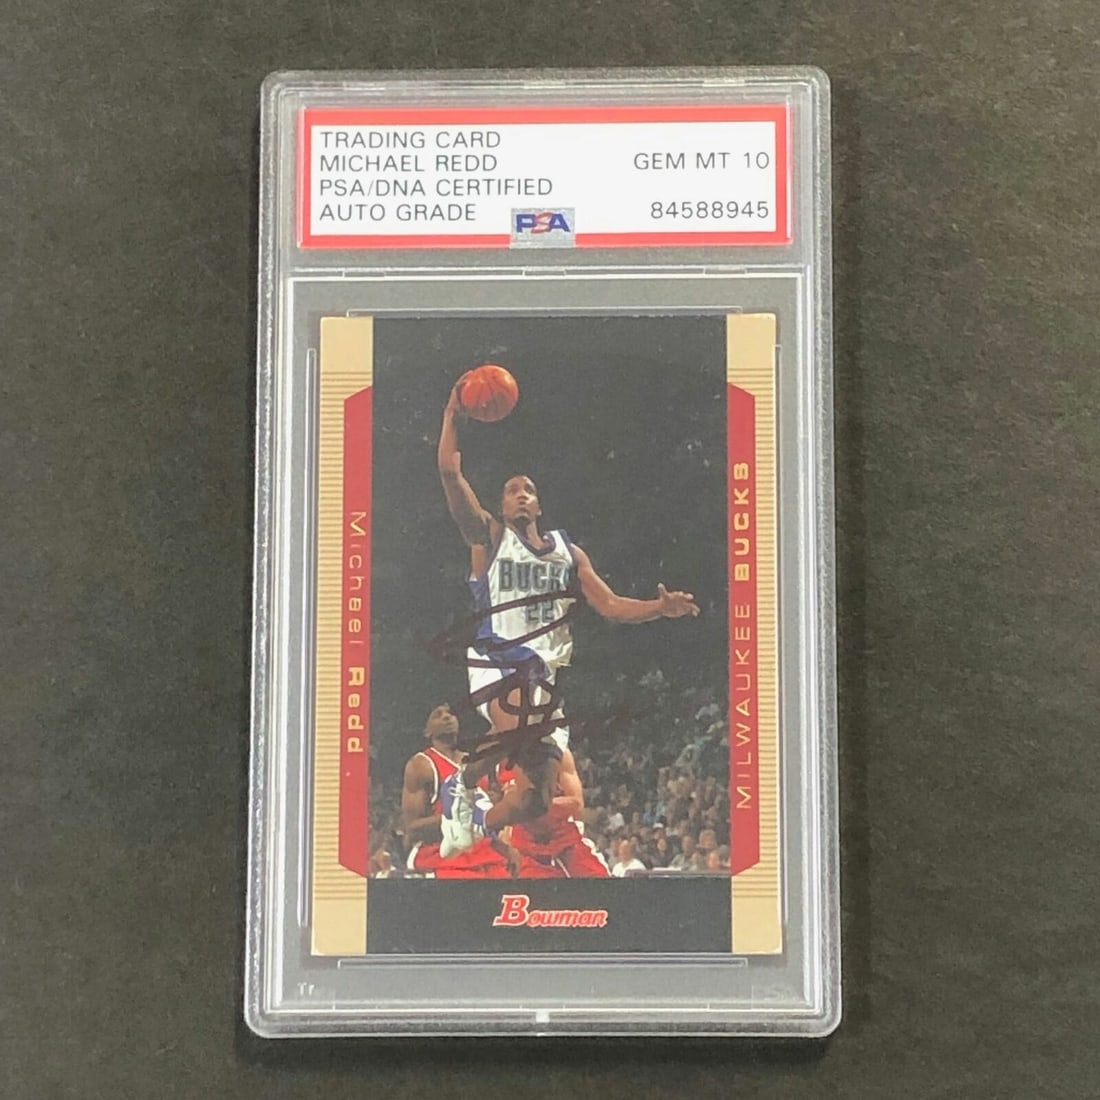 TRADING CARD
MICHAEL REDD
PSA/DNA CERTIFIED
AUTO GRADE
GEM MT 10
84588945
PSA
Michael Redd
MILWAUKEE BUCKS
BUCKS
22
Bowman